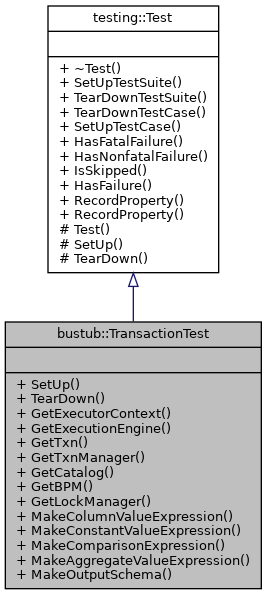 testing::Test
+ ~Test()
+ SetUpTestSuite()
+ TearDownTestSuite()
+ TearDownTestCase()
+ SetUpTestCase()
+ HasFatalFailure()
+ HasNonfatalFailure()
+ IsSkipped()
+ HasFailure()
+ RecordProperty()
+ RecordProperty()
# Test()
# SetUp()
# TearDown()
bustub::TransactionTest
+ SetUp()
+ TearDown()
+ GetExecutorContext()
+ GetExecutionEngine()
+ GetTxn()
+ GetTxnManager()
+ GetCatalog()
+ GetBPM()
+ GetLockManager()
+ MakeColumnValueExpression()
+ MakeConstantValueExpression()
+ MakeComparisonExpression()
+ MakeAggregateValueExpression()
+ MakeOutputSchema()